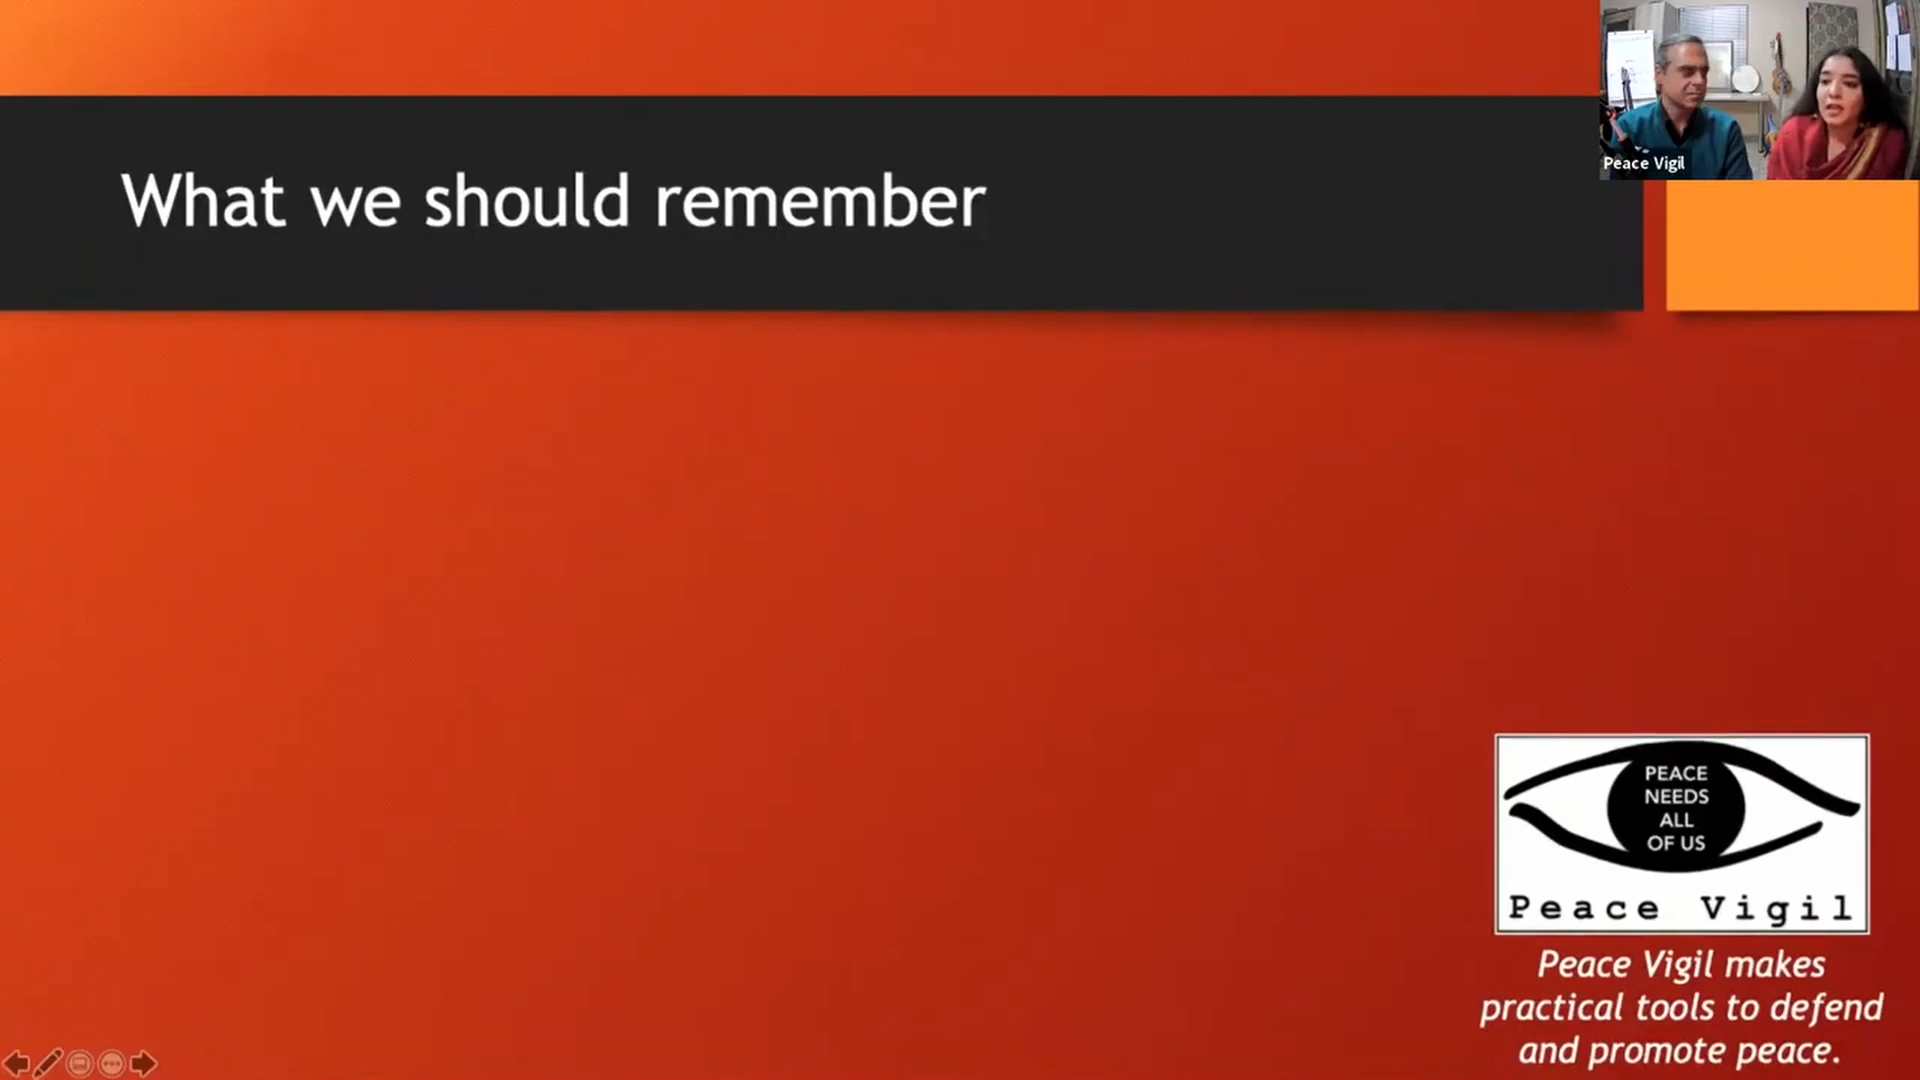 What we should remember
Peace Vigil
PEACE
NEEDS
ALL
OF US
Peace Vigil
Peace Vigil makes
practical tools to defend
and promote peace.